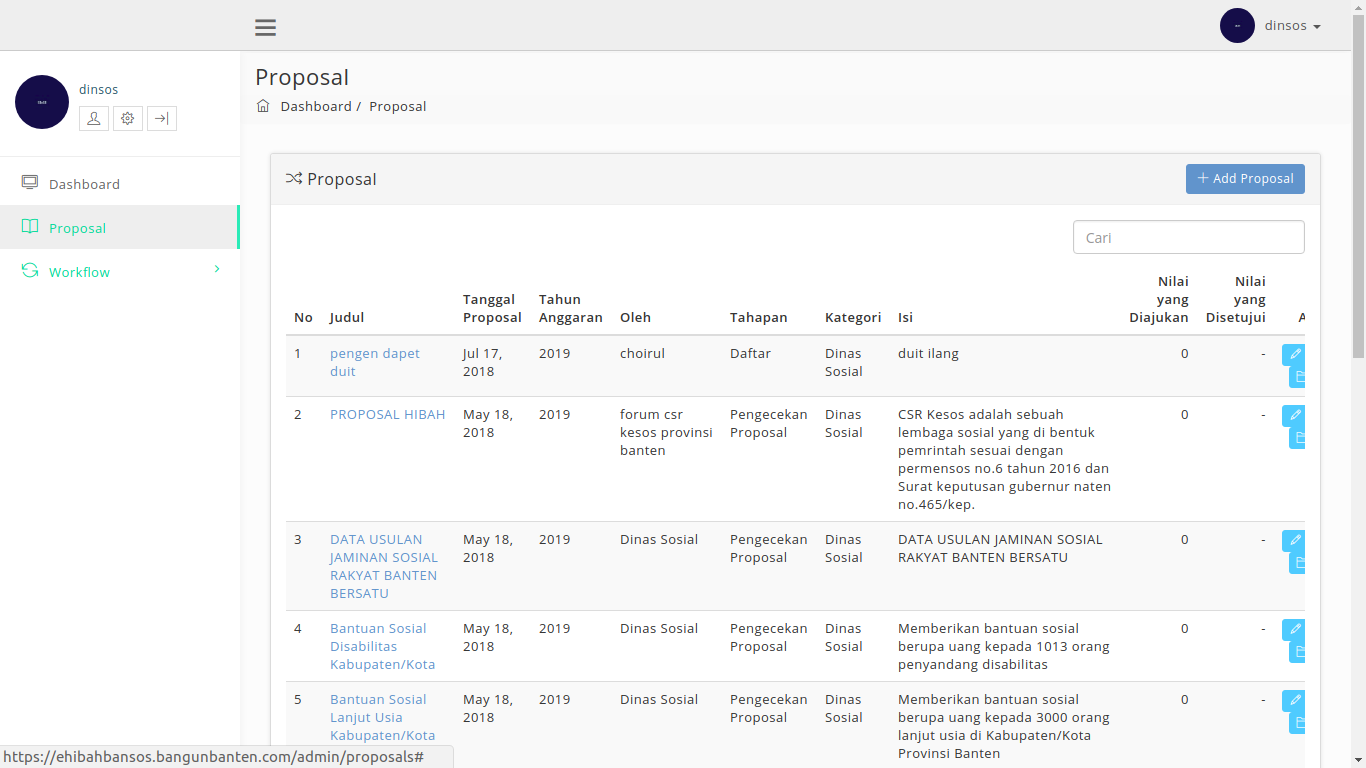 dinsos
dinsos
Dashboard
Proposal
Workflow
Proposal
Dashboard / Proposal
Proposal
+ Add Proposal
Cari
No Judul Tanggal Proposal Tahun Anggaran Oleh Tahapan Kategori Isi Nilai yang Diajukan Nilai yang Disetujui A
1 pengen dapet duit Jul 17, 2018 2019 choirul Daftar Dinas Sosial duit ilang 0 -
2 PROPOSAL HIBAH May 18, 2018 2019 forum csr kesos provinsi banten Pengecekan Proposal Dinas Sosial CSR Kesos adalah sebuah lembaga sosial yang di bentuk pemrintah sesuai dengan permensos no.6 tahun 2016 dan Surat keputusan gubernur naten no.465/kep. 0 -
3 DATA USULAN JAMINAN SOSIAL RAKYAT BANTEN BERSATU May 18, 2018 2019 Dinas Sosial Pengecekan Proposal Dinas Sosial DATA USULAN JAMINAN SOSIAL RAKYAT BANTEN BERSATU 0 -
4 Bantuan Sosial Disabilitas Kabupaten/Kota May 18, 2018 2019 Dinas Sosial Pengecekan Proposal Dinas Sosial Memberikan bantuan sosial berupa uang kepada 1013 orang penyandang disabilitas 0 -
5 Bantuan Sosial Lanjut Usia Kabupaten/Kota May 18, 2018 2019 Dinas Sosial Pengecekan Proposal Dinas Sosial Memberikan bantuan sosial berupa uang kepada 3000 orang lanjut usia di Kabupaten/Kota Provinsi Banten 0 -
https://ehibahbansos.bangunbanten.com/admin/proposals#